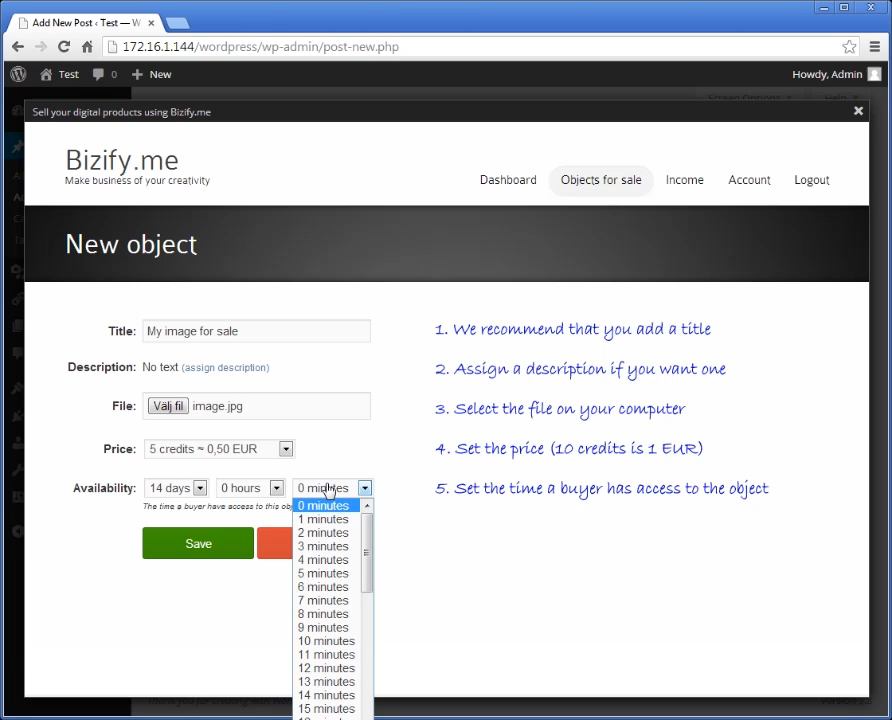 Add New Post ‹ Test — W
172.16.1.144/wordpress/wp-admin/post-new.php
Test 0 New Howdy, Admin
Sell your digital products using Bizify.me
Bizify.me
Make business of your creativity
Dashboard Objects for sale Income Account Logout
New object
Title: My image for sale
1. We recommend that you add a title
Description: No text (assign description)
2. Assign a description if you want one
File: Välj fil image.jpg
3. Select the file on your computer
Price: 5 credits ~ 0,50 EUR
4. Set the price (10 credits is 1 EUR)
Availability: 14 days 0 hours 0 minutes
5. Set the time a buyer has access to the object
The time a buyer have access to this
Save
0 minutes
1 minutes
2 minutes
3 minutes
4 minutes
5 minutes
6 minutes
7 minutes
8 minutes
9 minutes
10 minutes
11 minutes
12 minutes
13 minutes
14 minutes
15 minutes